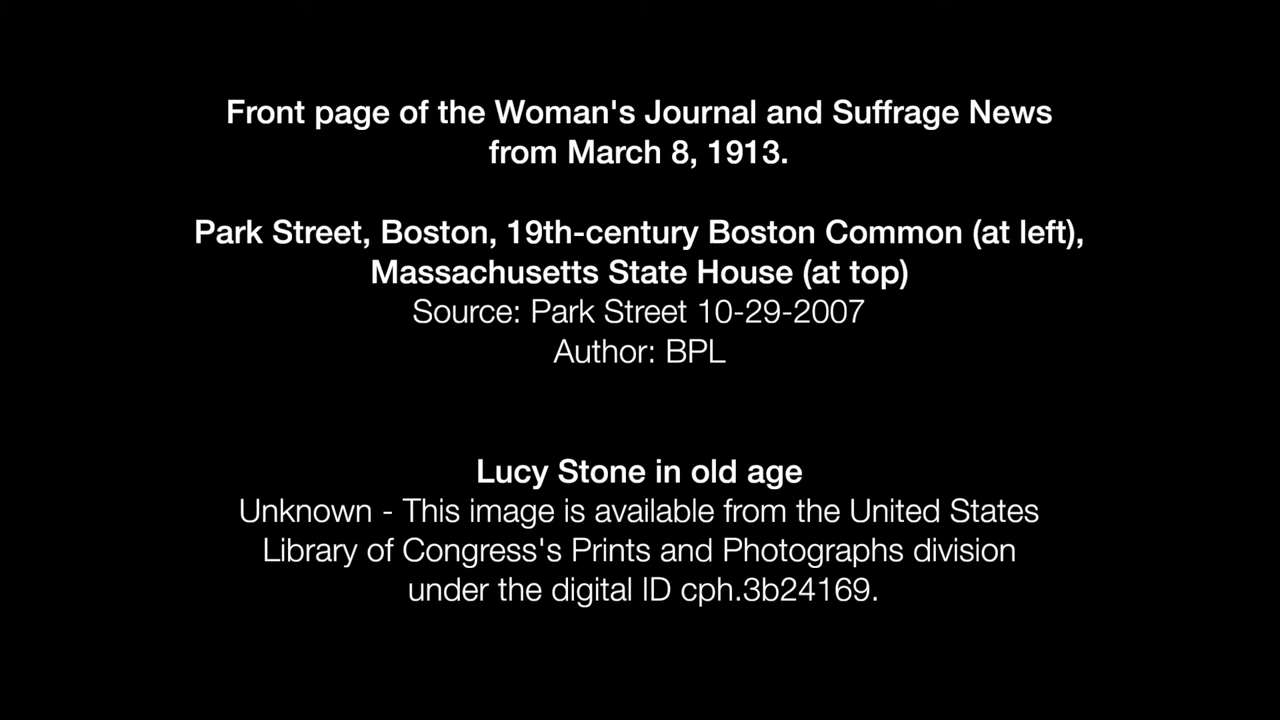 Front page of the Woman's Journal and Suffrage News
from March 8, 1913.
Park Street, Boston, 19th-century Boston Common (at left),
Massachusetts State House (at top)
Source: Park Street 10-29-2007
Author: BPL
Lucy Stone in old age
Unknown - This image is available from the United States
Library of Congress's Prints and Photographs division
under the digital ID cph.3b24169.